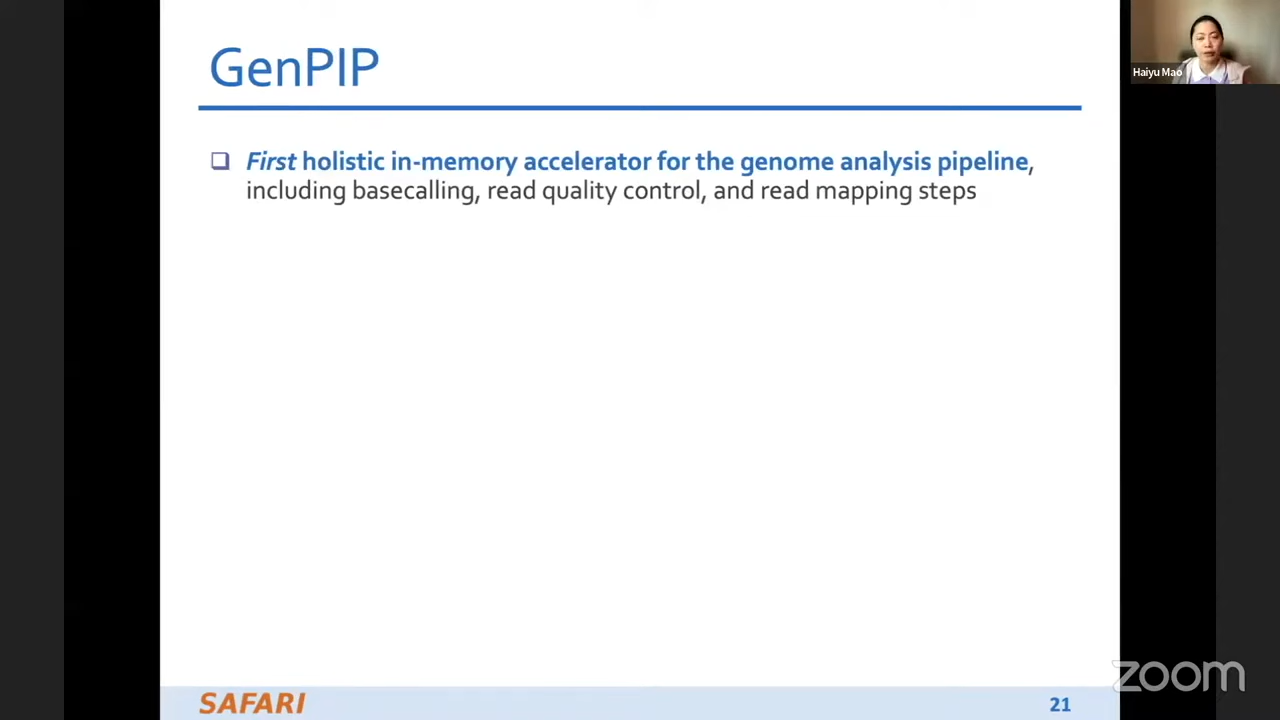 GenPIP
Haiyu Mao
First holistic in-memory accelerator for the genome analysis pipeline,
including basecalling, read quality control, and read mapping steps
zoom
SAFARI
21